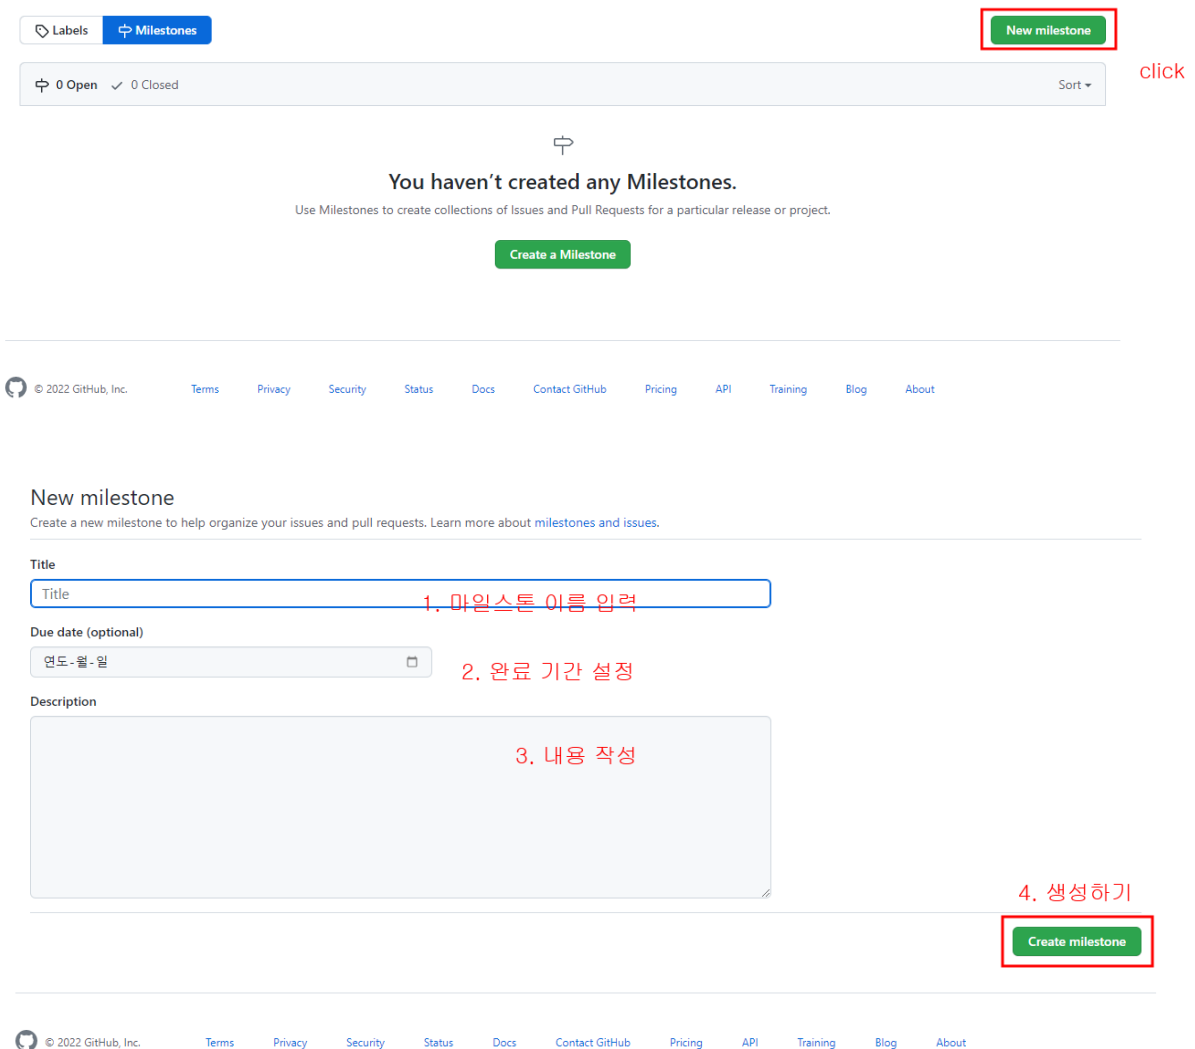 Labels Milestones New milestone
click
0 Open 0 Closed Sort
You haven't created any Milestones.
Use Milestones to create collections of Issues and Pull Requests for a particular release or project.
Create a Milestone
© 2022 GitHub, Inc. Terms Privacy Security Status Docs Contact GitHub Pricing API Training Blog About
New milestone
Create a new milestone to help organize your issues and pull requests. Learn more about milestones and issues.
Title
Title 1. 마일스톤 이름 입력
Due date (optional)
연도-월-일 2. 완료 기간 설정
Description
3. 내용 작성
4. 생성하기
Create milestone
© 2022 GitHub, Inc. Terms Privacy Security Status Docs Contact GitHub Pricing API Training Blog About